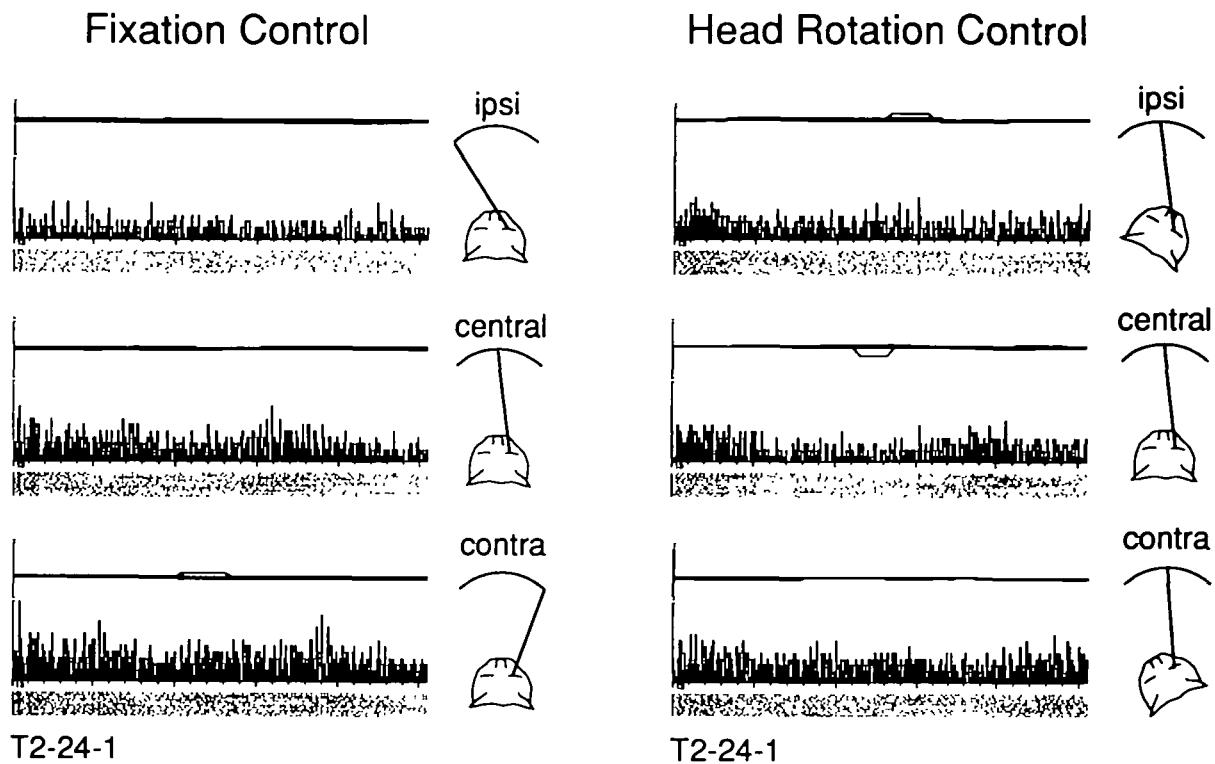 Fixation Control
ipsi
central
contra
T2-24-1
Head Rotation Control
ipsi
central
contra
T2-24-1